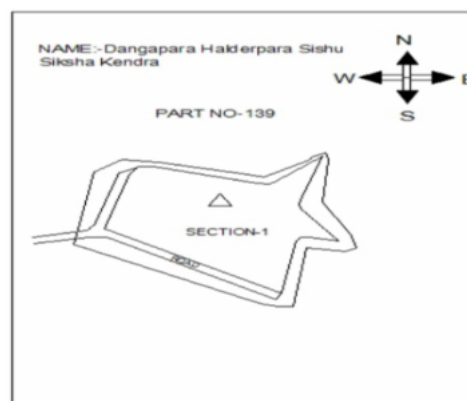 NAME:-Dangapara Halderpara Sishu
Siksha Kendra
N
W
E
S
PART NO-139
SECTION-1
ROAD